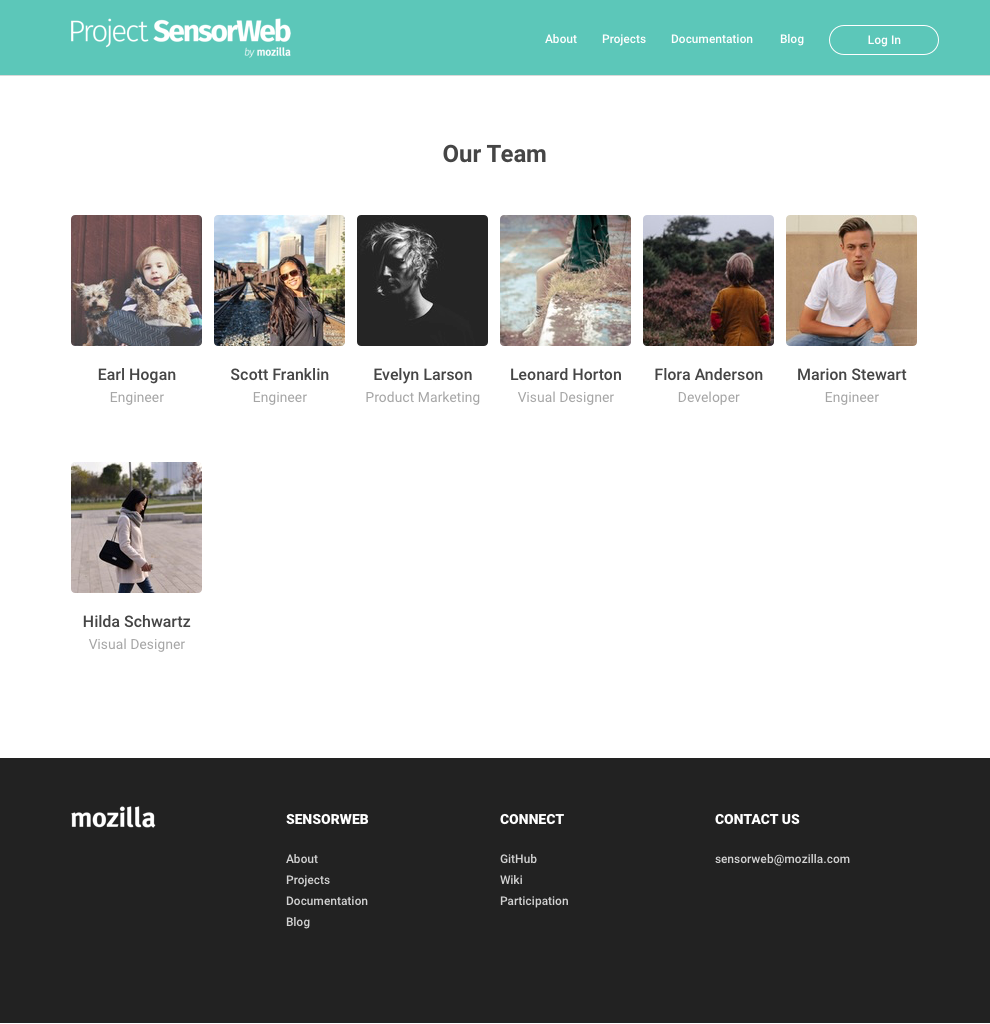 Project SensorWeb
by mozilla
About Projects Documentation Blog Log In
Our Team
Earl Hogan
Engineer
Scott Franklin
Engineer
Evelyn Larson
Product Marketing
Leonard Horton
Visual Designer
Flora Anderson
Developer
Marion Stewart
Engineer
Hilda Schwartz
Visual Designer
mozilla
SENSORWEB
About
Projects
Documentation
Blog
CONNECT
GitHub
Wiki
Participation
CONTACT US
sensorweb@mozilla.com